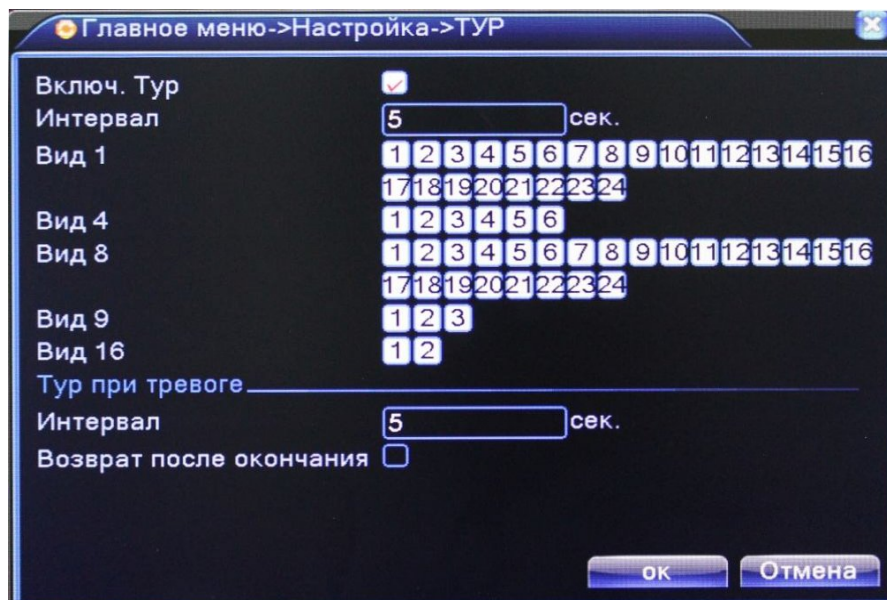 Главное меню->Настройка->ТУР
Включ. Тур
Интервал 5 сек.
Вид 1 1 2 3 4 5 6 7 8 9 10 11 12 13 14 15 16
17 18 19 20 21 22 23 24
Вид 4 1 2 3 4 5 6
Вид 8 1 2 3 4 5 6 7 8 9 10 11 12 13 14 15 16
17 18 19 20 21 22 23 24
Вид 9 1 2 3
Вид 16 1 2
Тур при тревоге
Интервал 5 сек.
Возврат после окончания
ок Отмена